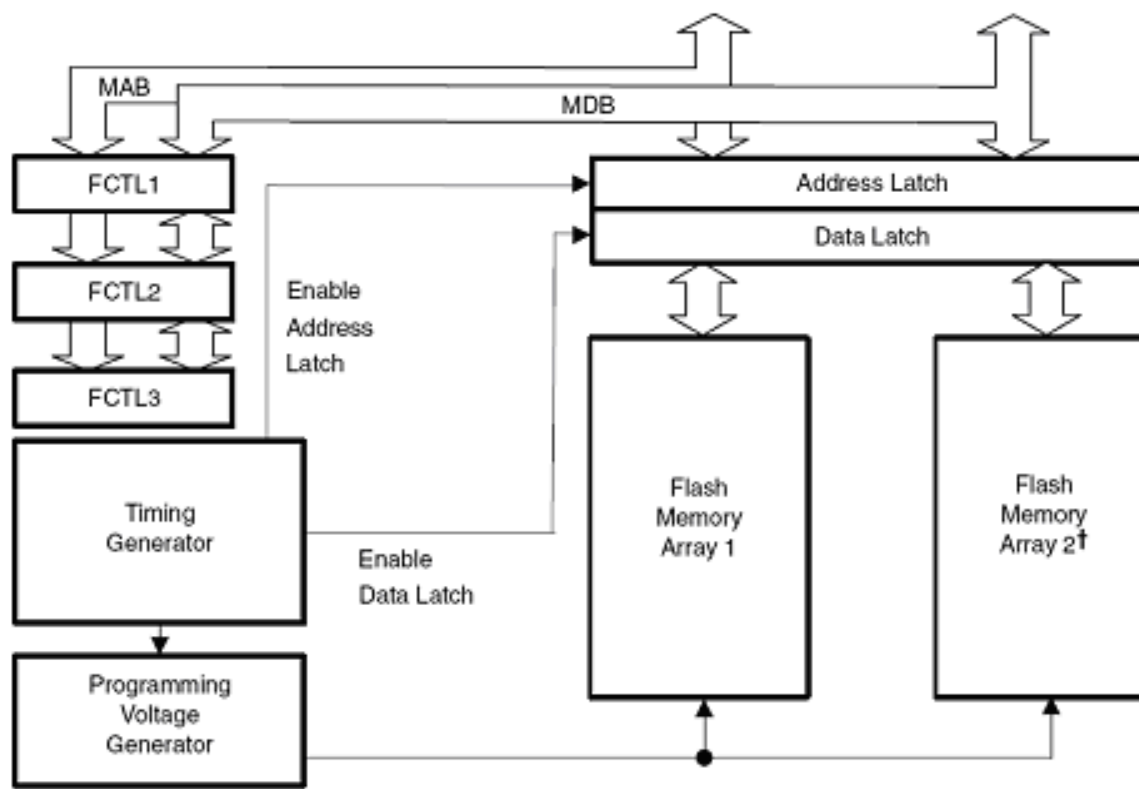 MAB
MDB
FCTL1
Address Latch
Data Latch
FCTL2
Enable
Address
Latch
FCTL3
Timing
Generator
Flash
Memory
Array 1
Flash
Memory
Array 2†
Enable
Data Latch
Programming
Voltage
Generator